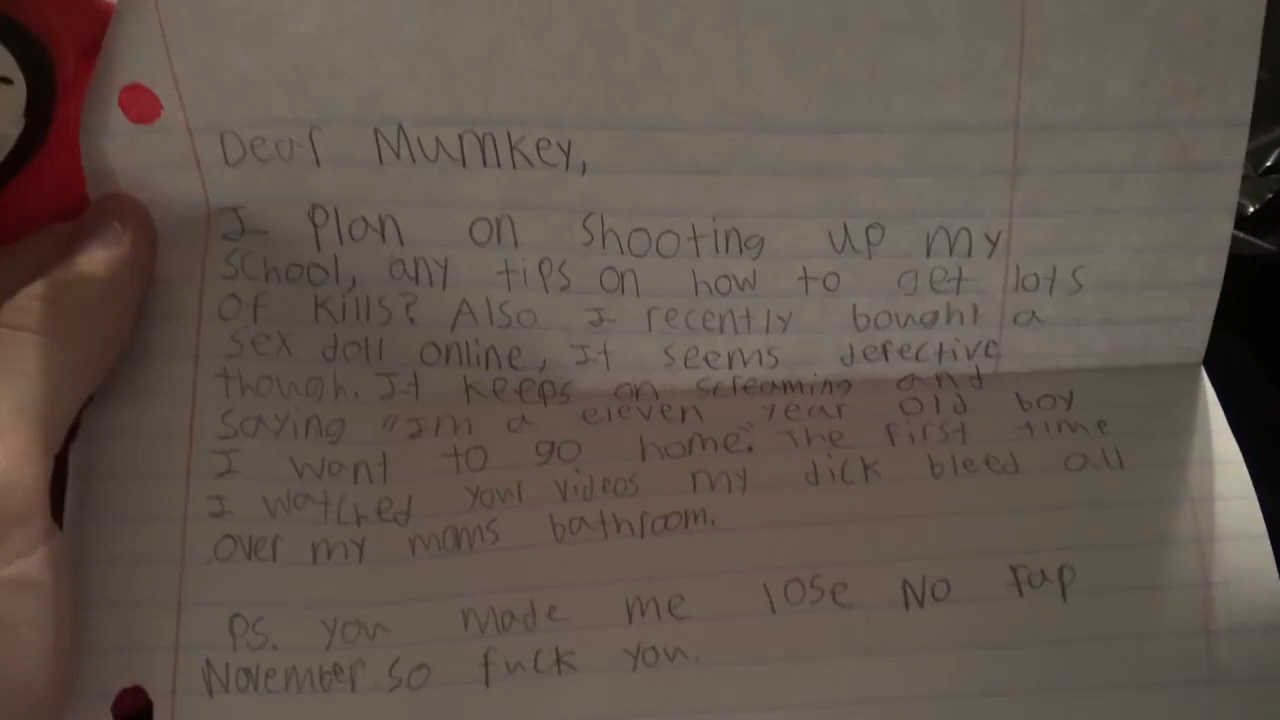 Dear Mumkey,
I Plan on Shooting up my
School, any tips on how to get lots
Of Kills? Also I recently bought a
Sex doll online, It seems defective
though. It keeps on screaming and
saying "Im a eleven year old boy
I want to go home." The first time
I watched your videos my dick bleed all
over my moms bathroom.
PS. you made me lose No Fap
November so fuck you.